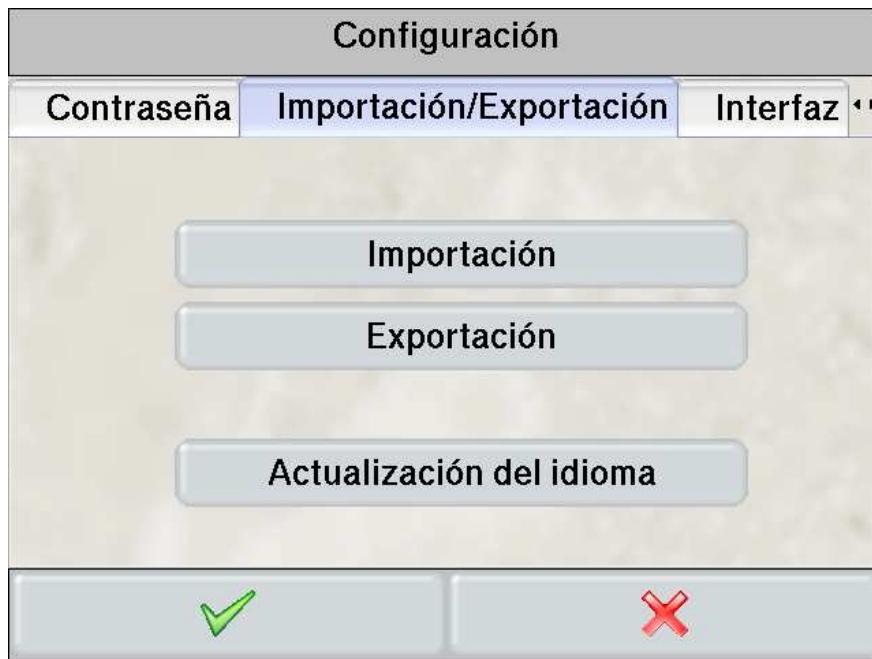 Configuración
Contraseña Importación/Exportación Interfaz
Importación
Exportación
Actualización del idioma